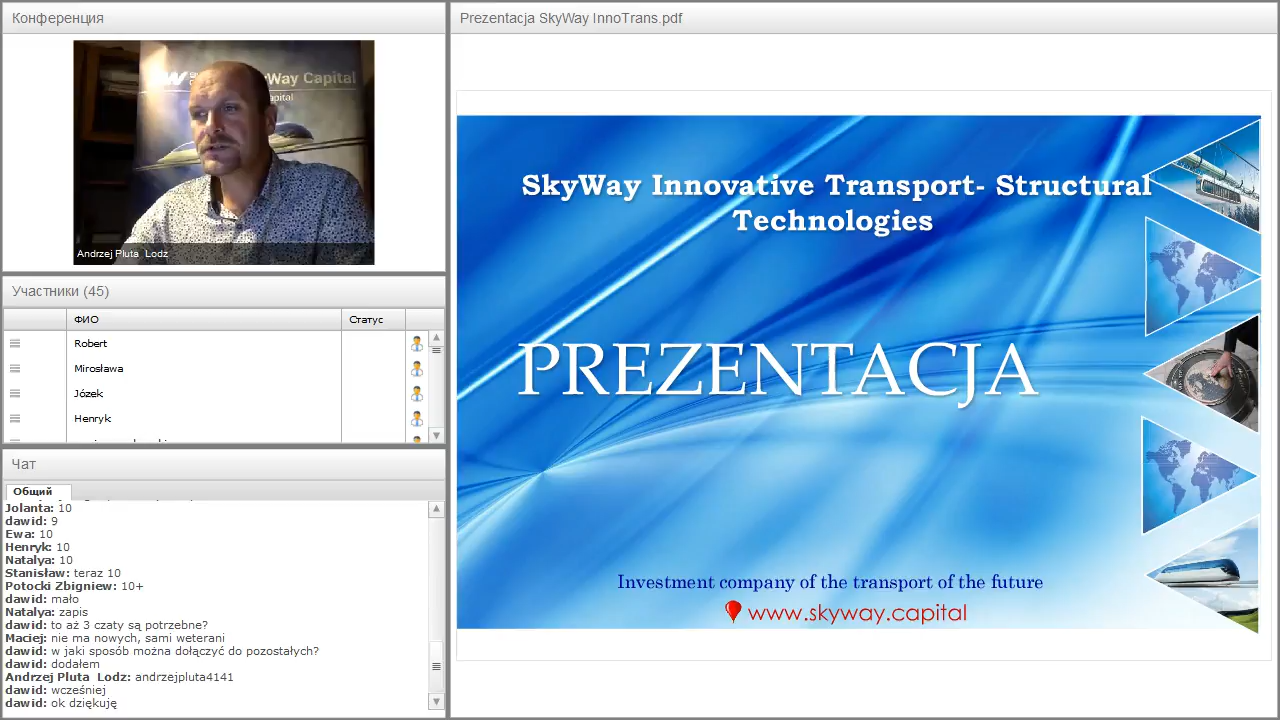 Конференция
Way Capital
Andrzej Pluta Lodz
Участники (45)
ФИО
Статус
Robert
Mirosława
Józek
Henryk
Чат
Общий
Jolanta: 10
dawid: 9
Ewa: 10
Henryk: 10
Natalya: 10
Stanisław: teraz 10
Potocki Zbigniew: 10+
dawid: mało
Natalya: zapis
dawid: to aż 3 czaty są potrzebne?
Maciej: nie ma nowych, sami weterani
dawid: w jaki sposób można dołączyć do pozostałych?
dawid: dodałem
Andrzej Pluta Lodz: andrzejpluta4141
dawid: wcześniej
dawid: ok dziękuję
Prezentacja SkyWay InnoTrans.pdf
SkyWay Innovative Transport- Structural
Technologies
PREZENTACJA
Investment company of the transport of the future
www.skyway.capital